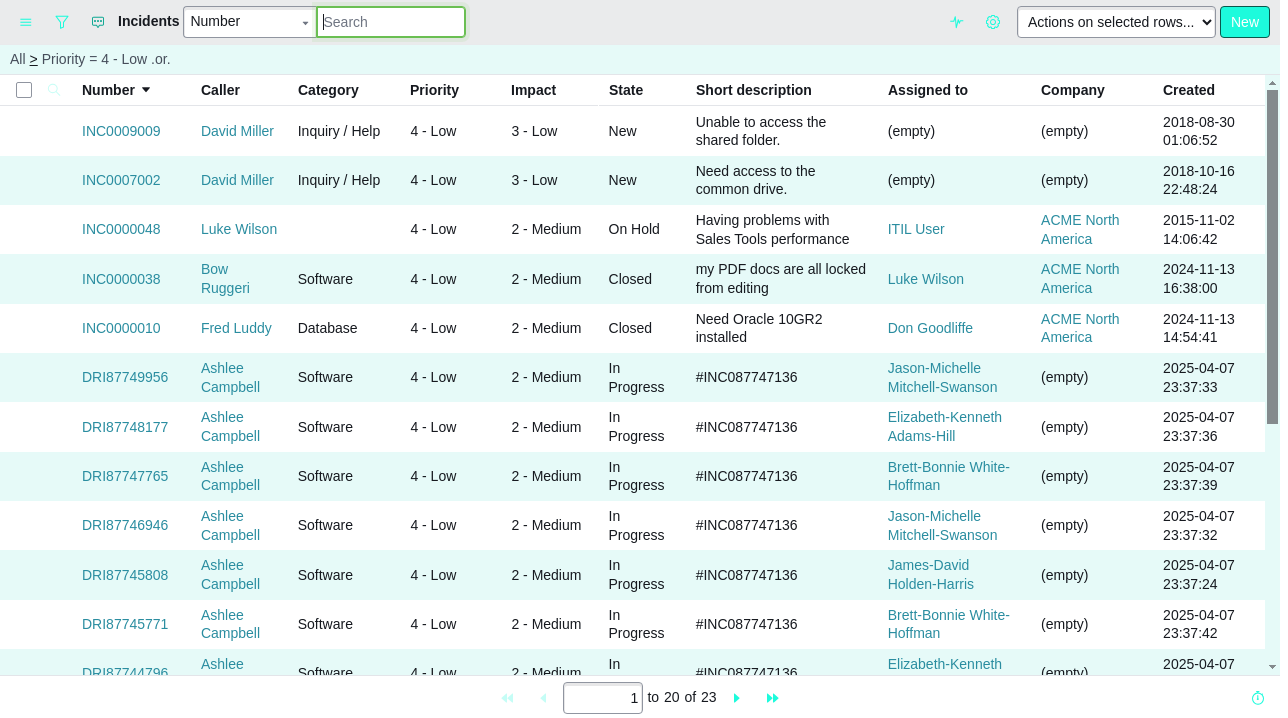 Incidents Number Search Actions on selected rows... New
All > Priority = 4 - Low .or.
Number Caller Category Priority Impact State Short description Assigned to Company Created
INC0009009 David Miller Inquiry / Help 4 - Low 3 - Low New Unable to access the shared folder. (empty) (empty) 2018-08-30 01:06:52
INC0007002 David Miller Inquiry / Help 4 - Low 3 - Low New Need access to the common drive. (empty) (empty) 2018-10-16 22:48:24
INC0000048 Luke Wilson 4 - Low 2 - Medium On Hold Having problems with Sales Tools performance ITIL User ACME North America 2015-11-02 14:06:42
INC0000038 Bow Ruggeri Software 4 - Low 2 - Medium Closed my PDF docs are all locked from editing Luke Wilson ACME North America 2024-11-13 16:38:00
INC0000010 Fred Luddy Database 4 - Low 2 - Medium Closed Need Oracle 10GR2 installed Don Goodliffe ACME North America 2024-11-13 14:54:41
DRI87749956 Ashlee Campbell Software 4 - Low 2 - Medium In Progress #INC087747136 Jason-Michelle Mitchell-Swanson (empty) 2025-04-07 23:37:33
DRI87748177 Ashlee Campbell Software 4 - Low 2 - Medium In Progress #INC087747136 Elizabeth-Kenneth Adams-Hill (empty) 2025-04-07 23:37:36
DRI87747765 Ashlee Campbell Software 4 - Low 2 - Medium In Progress #INC087747136 Brett-Bonnie White-Hoffman (empty) 2025-04-07 23:37:39
DRI87746946 Ashlee Campbell Software 4 - Low 2 - Medium In Progress #INC087747136 Jason-Michelle Mitchell-Swanson (empty) 2025-04-07 23:37:32
DRI87745808 Ashlee Campbell Software 4 - Low 2 - Medium In Progress #INC087747136 James-David Holden-Harris (empty) 2025-04-07 23:37:24
DRI87745771 Ashlee Campbell Software 4 - Low 2 - Medium In Progress #INC087747136 Brett-Bonnie White-Hoffman (empty) 2025-04-07 23:37:42
DRI87744796 Ashlee Software 4 - Low 2 - Medium In #INC087747136 Elizabeth-Kenneth (empty) 2025-04-07
1 to 20 of 23